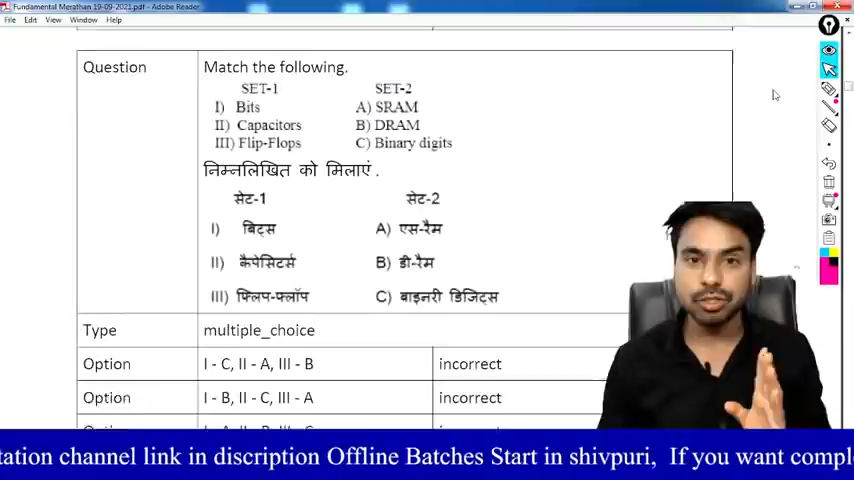 Fundamental Merathan 19-09-2021.pdf - Adobe Reader
File Edit View Window Help
Question Match the following.
SET-1 SET-2
I) Bits A) SRAM
II) Capacitors B) DRAM
III) Flip-Flops C) Binary digits
निम्नलिखित को मिलाएं .
सेट-1 सेट-2
I) बिट्स A) एस-रैम
II) कैपेसिटर्स B) डी-रैम
III) फ्लिप-फ्लॉप C) बाइनरी डिजिट्स
Type multiple_choice
Option I - C, II - A, III - B incorrect
Option I - B, II - C, III - A incorrect
tation channel link in discription Offline Batches Start in shivpuri, If you want comple